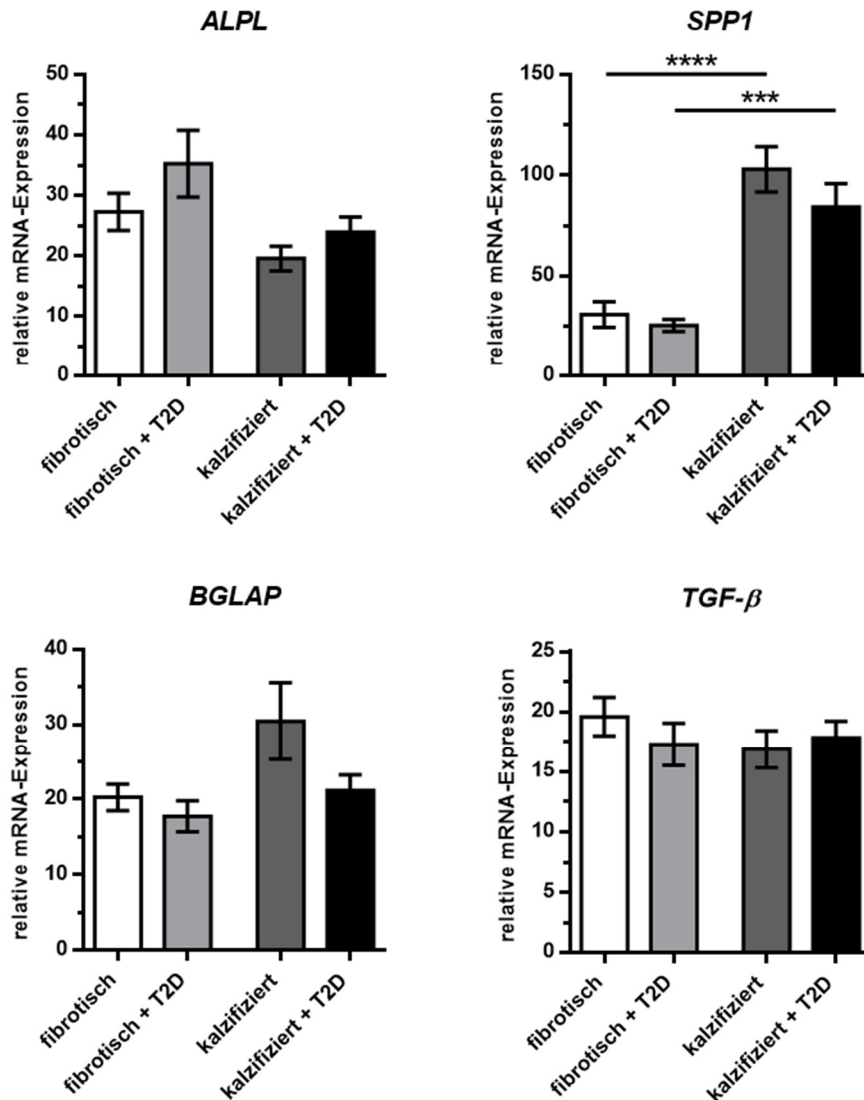 ALPL
relative mRNA-Expression
50
40
30
20
10
0
fibrotisch
fibrotisch + T2D
kalzifiziert
kalzifiziert + T2D
SPP1
relative mRNA-Expression
150
100
50
0
****
***
fibrotisch
fibrotisch + T2D
kalzifiziert
kalzifiziert + T2D
BGLAP
relative mRNA-Expression
40
30
20
10
0
fibrotisch
fibrotisch + T2D
kalzifiziert
kalzifiziert + T2D
TGF-β
relative mRNA-Expression
25
20
15
10
5
0
fibrotisch
fibrotisch + T2D
kalzifiziert
kalzifiziert + T2D